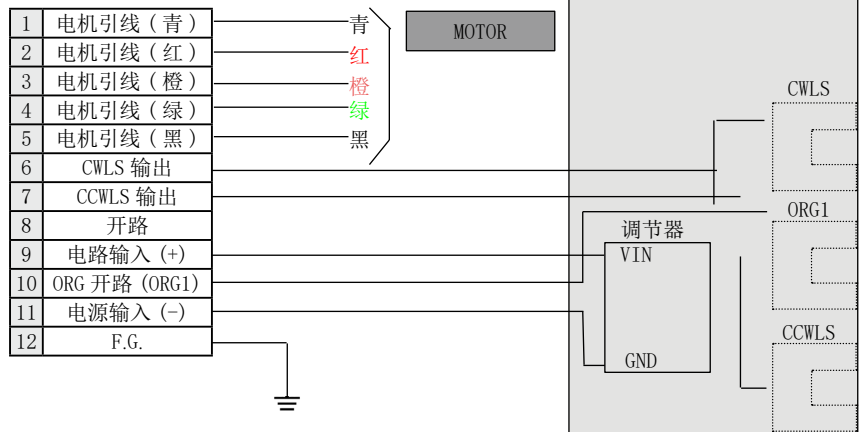 1 电机引线(青) 青 MOTOR
2 电机引线(红) 红
3 电机引线(橙) 橙 CWLS
4 电机引线(绿) 绿
5 电机引线(黑) 黑
6 CWLS 输出
7 CCWLS 输出
8 开路 调节器 ORG1
9 电路输入 (+) VIN
10 ORG 开路 (ORG1)
11 电源输入 (-)
12 F.G. GND CCWLS